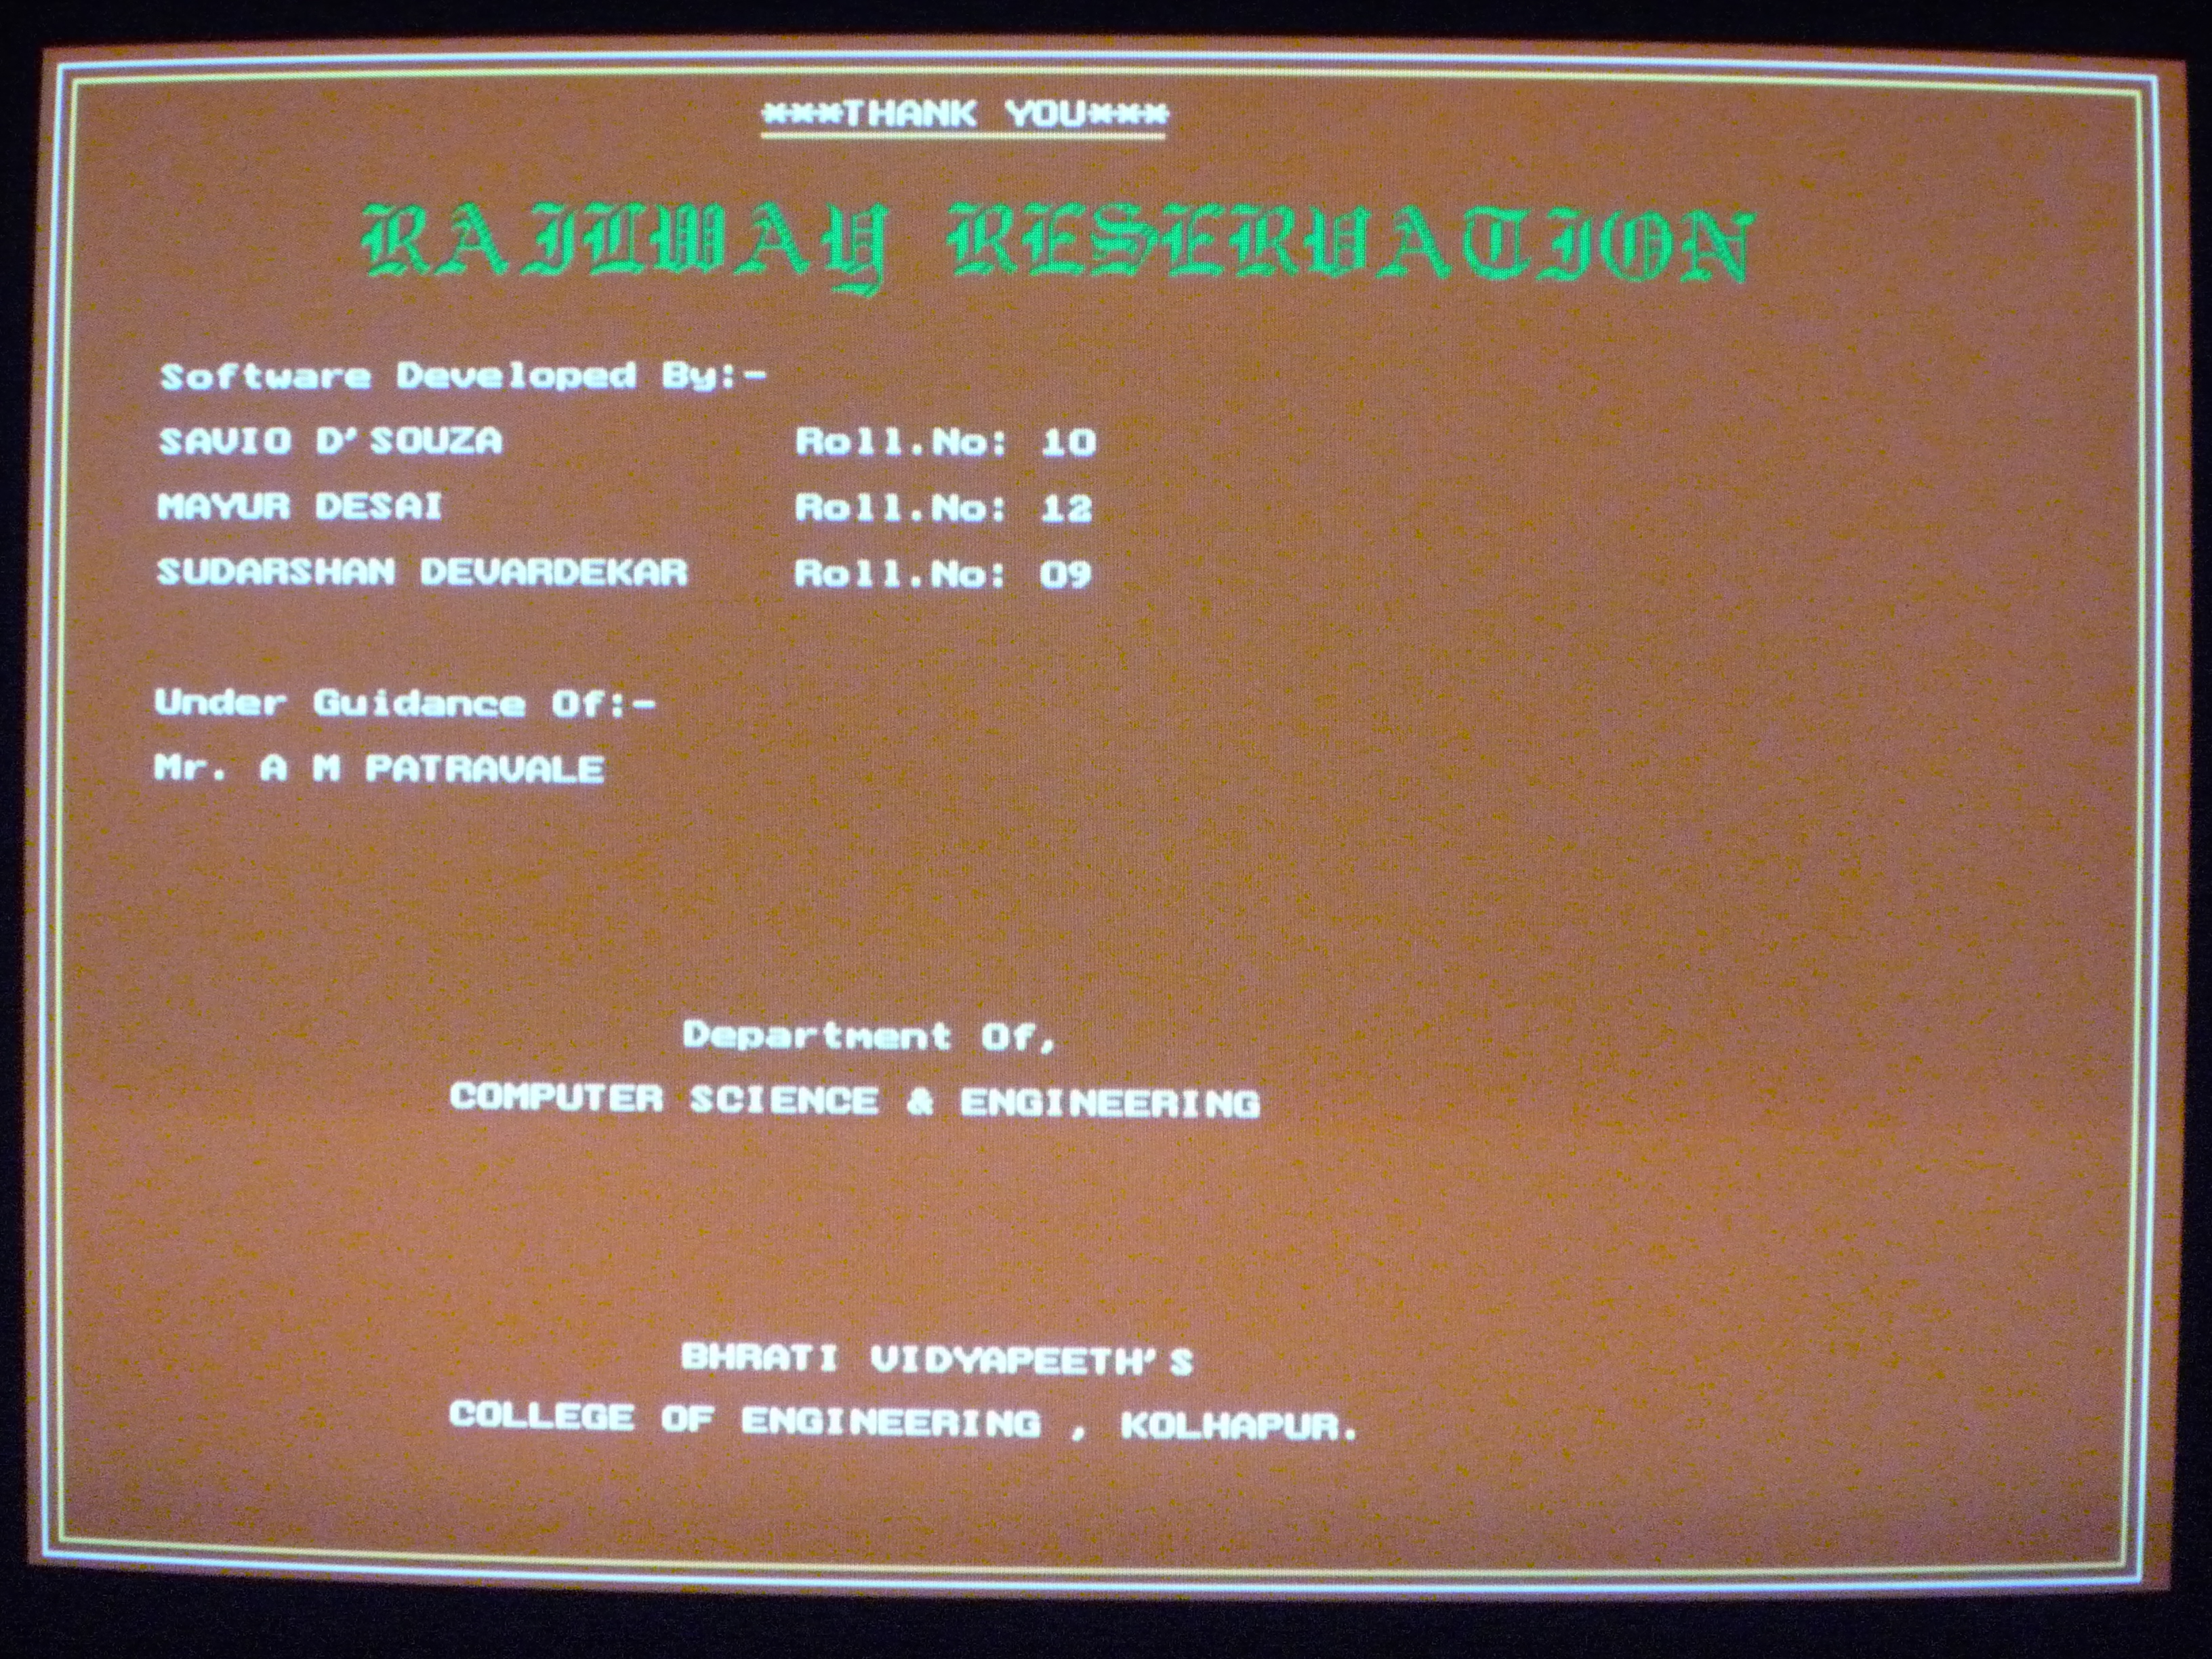 ***THANK YOU***
RAILWAY RESERVATION
Software Developed By:-
SAVIO D'SOUZA Roll.No: 10
MAYUR DESAI Roll.No: 12
SUDARSHAN DEVARDEKAR Roll.No: 09
Under Guidance Of:-
Mr. A M PATRAVALE
Department Of,
COMPUTER SCIENCE & ENGINEERING
BHRATI VIDYAPEETH'S
COLLEGE OF ENGINEERING , KOLHAPUR.